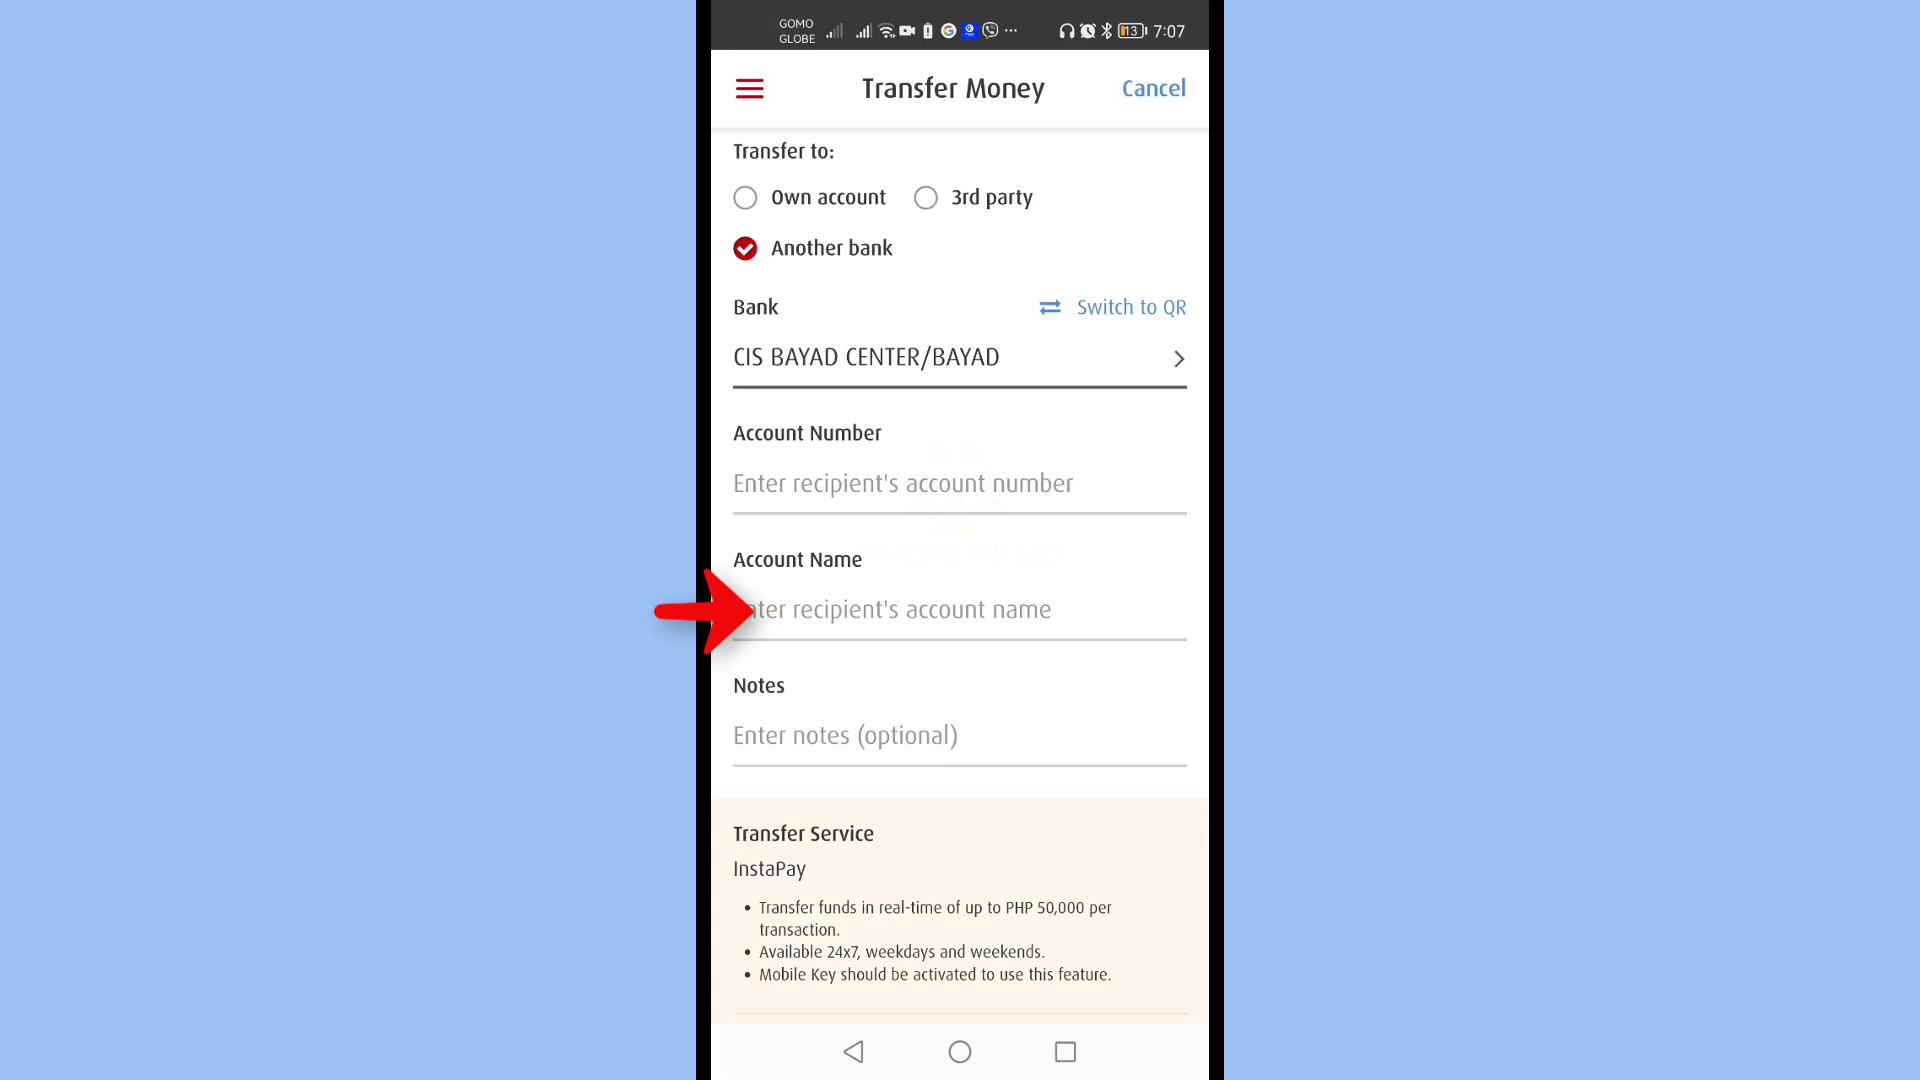 GOMO
GLOBE
13 7:07
Transfer Money Cancel
Transfer to:
Own account 3rd party
Another bank
Bank Switch to QR
CIS BAYAD CENTER/BAYAD
Account Number
Enter recipient's account number
Account Name
ter recipient's account name
Notes
Enter notes (optional)
Transfer Service
InstaPay
• Transfer funds in real-time of up to PHP 50,000 per
transaction.
• Available 24x7, weekdays and weekends.
• Mobile Key should be activated to use this feature.